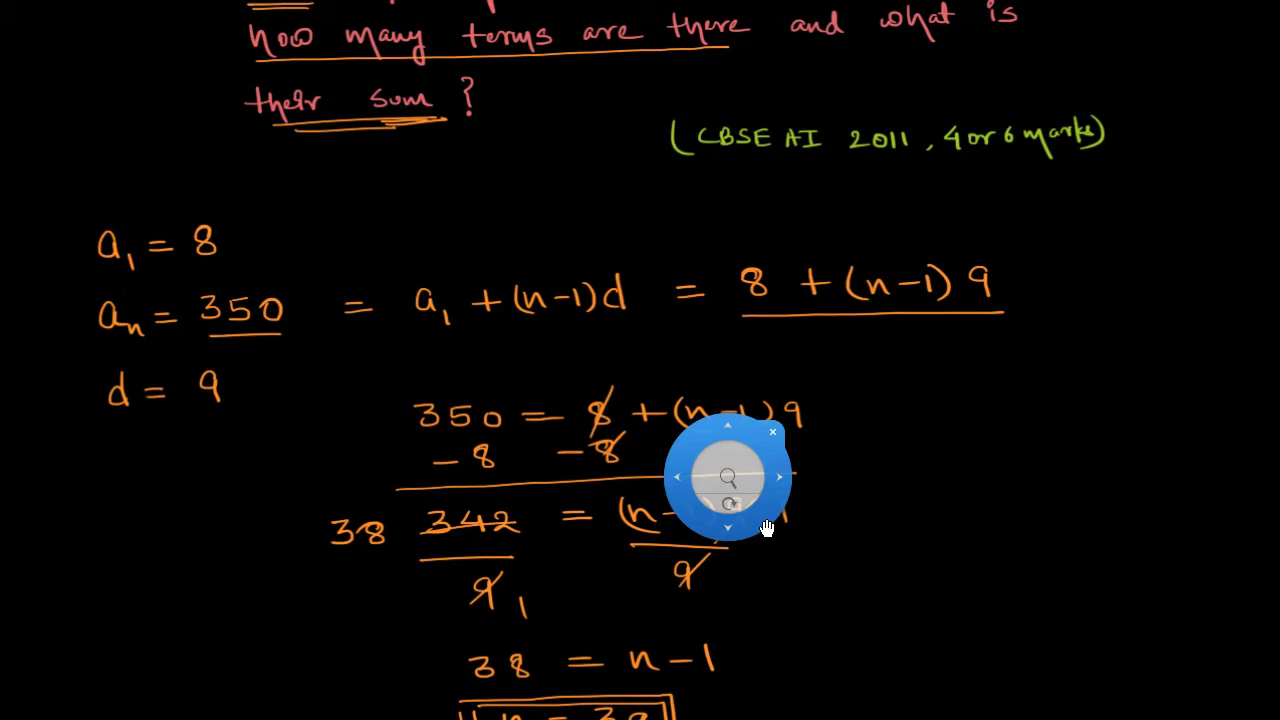 how many terms are there and what is
their sum ?
(CBSE AI 2011, 4 or 6 marks)
a₁ = 8
aₙ = 350 = a₁ + (n-1)d = 8 + (n-1) 9
d = 9
350 = 8 + (n-1) 9
-8 -8
38 342 = (n-
9 1 9
38 = n - 1